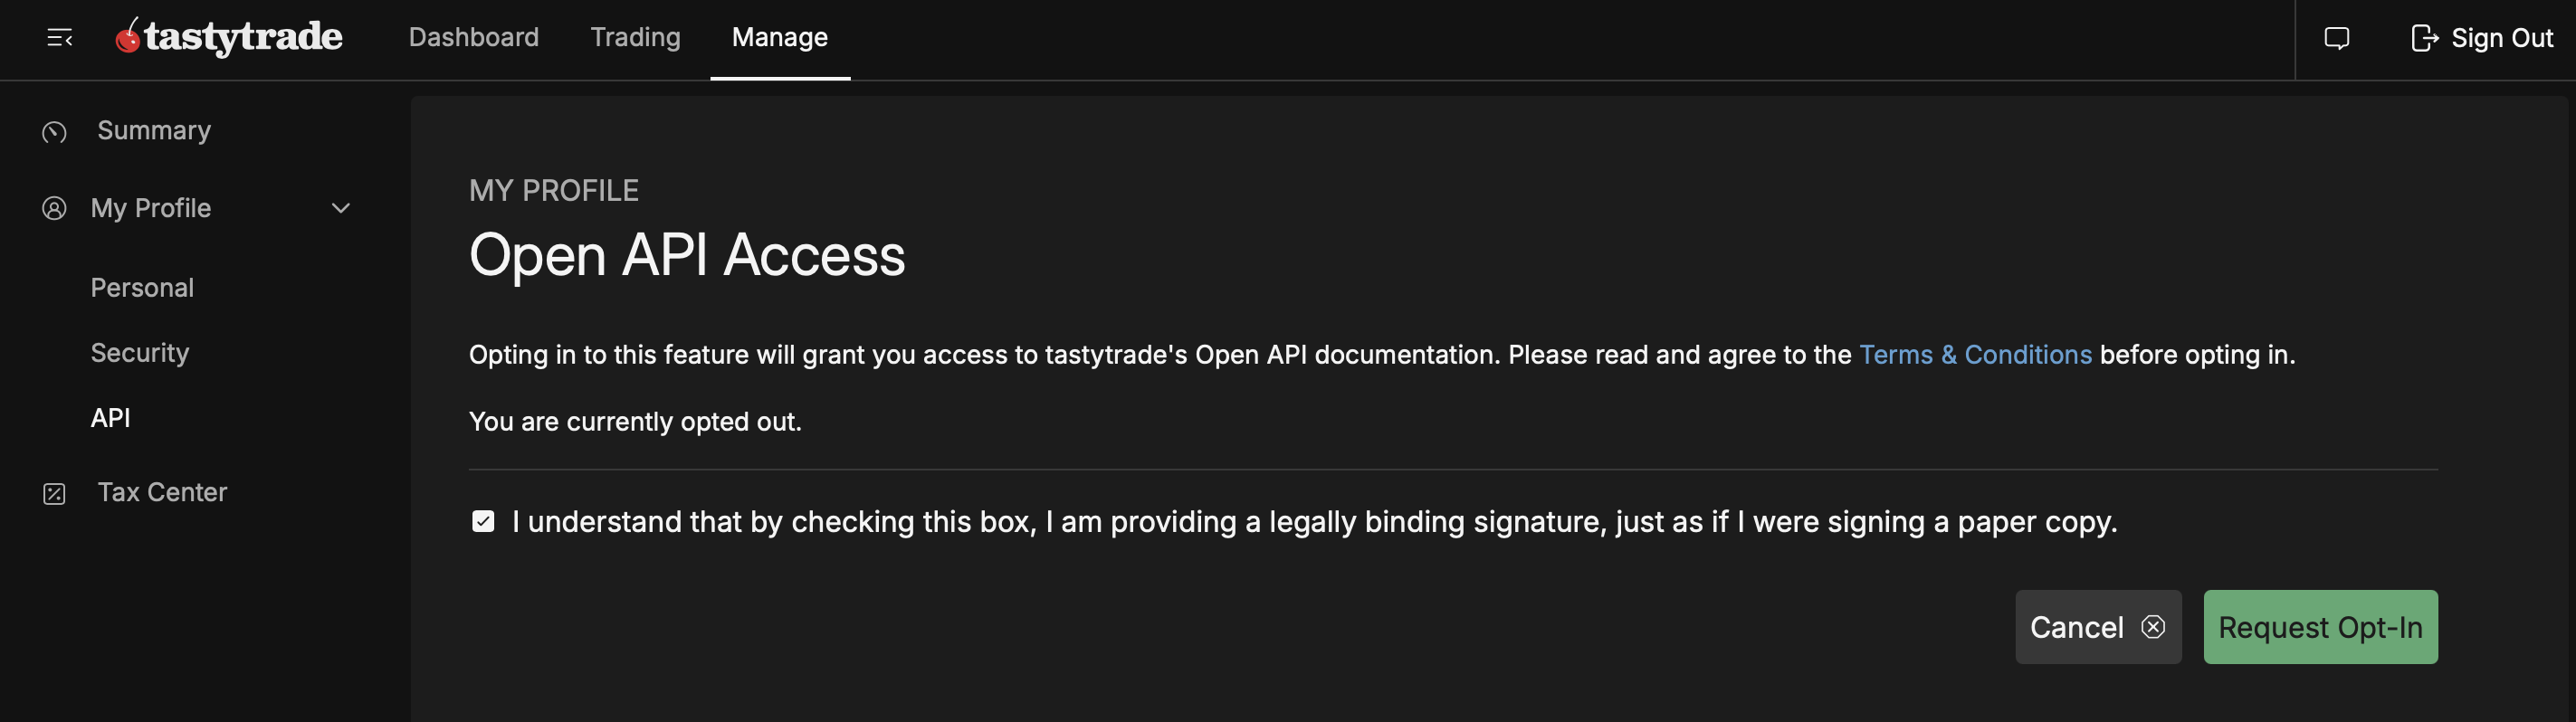 tastytrade
Dashboard
Trading
Manage
Sign Out
Summary
My Profile
Personal
Security
API
Tax Center
MY PROFILE
Open API Access
Opting in to this feature will grant you access to tastytrade's Open API documentation. Please read and agree to the Terms & Conditions before opting in.
You are currently opted out.
I understand that by checking this box, I am providing a legally binding signature, just as if I were signing a paper copy.
Cancel
Request Opt-In